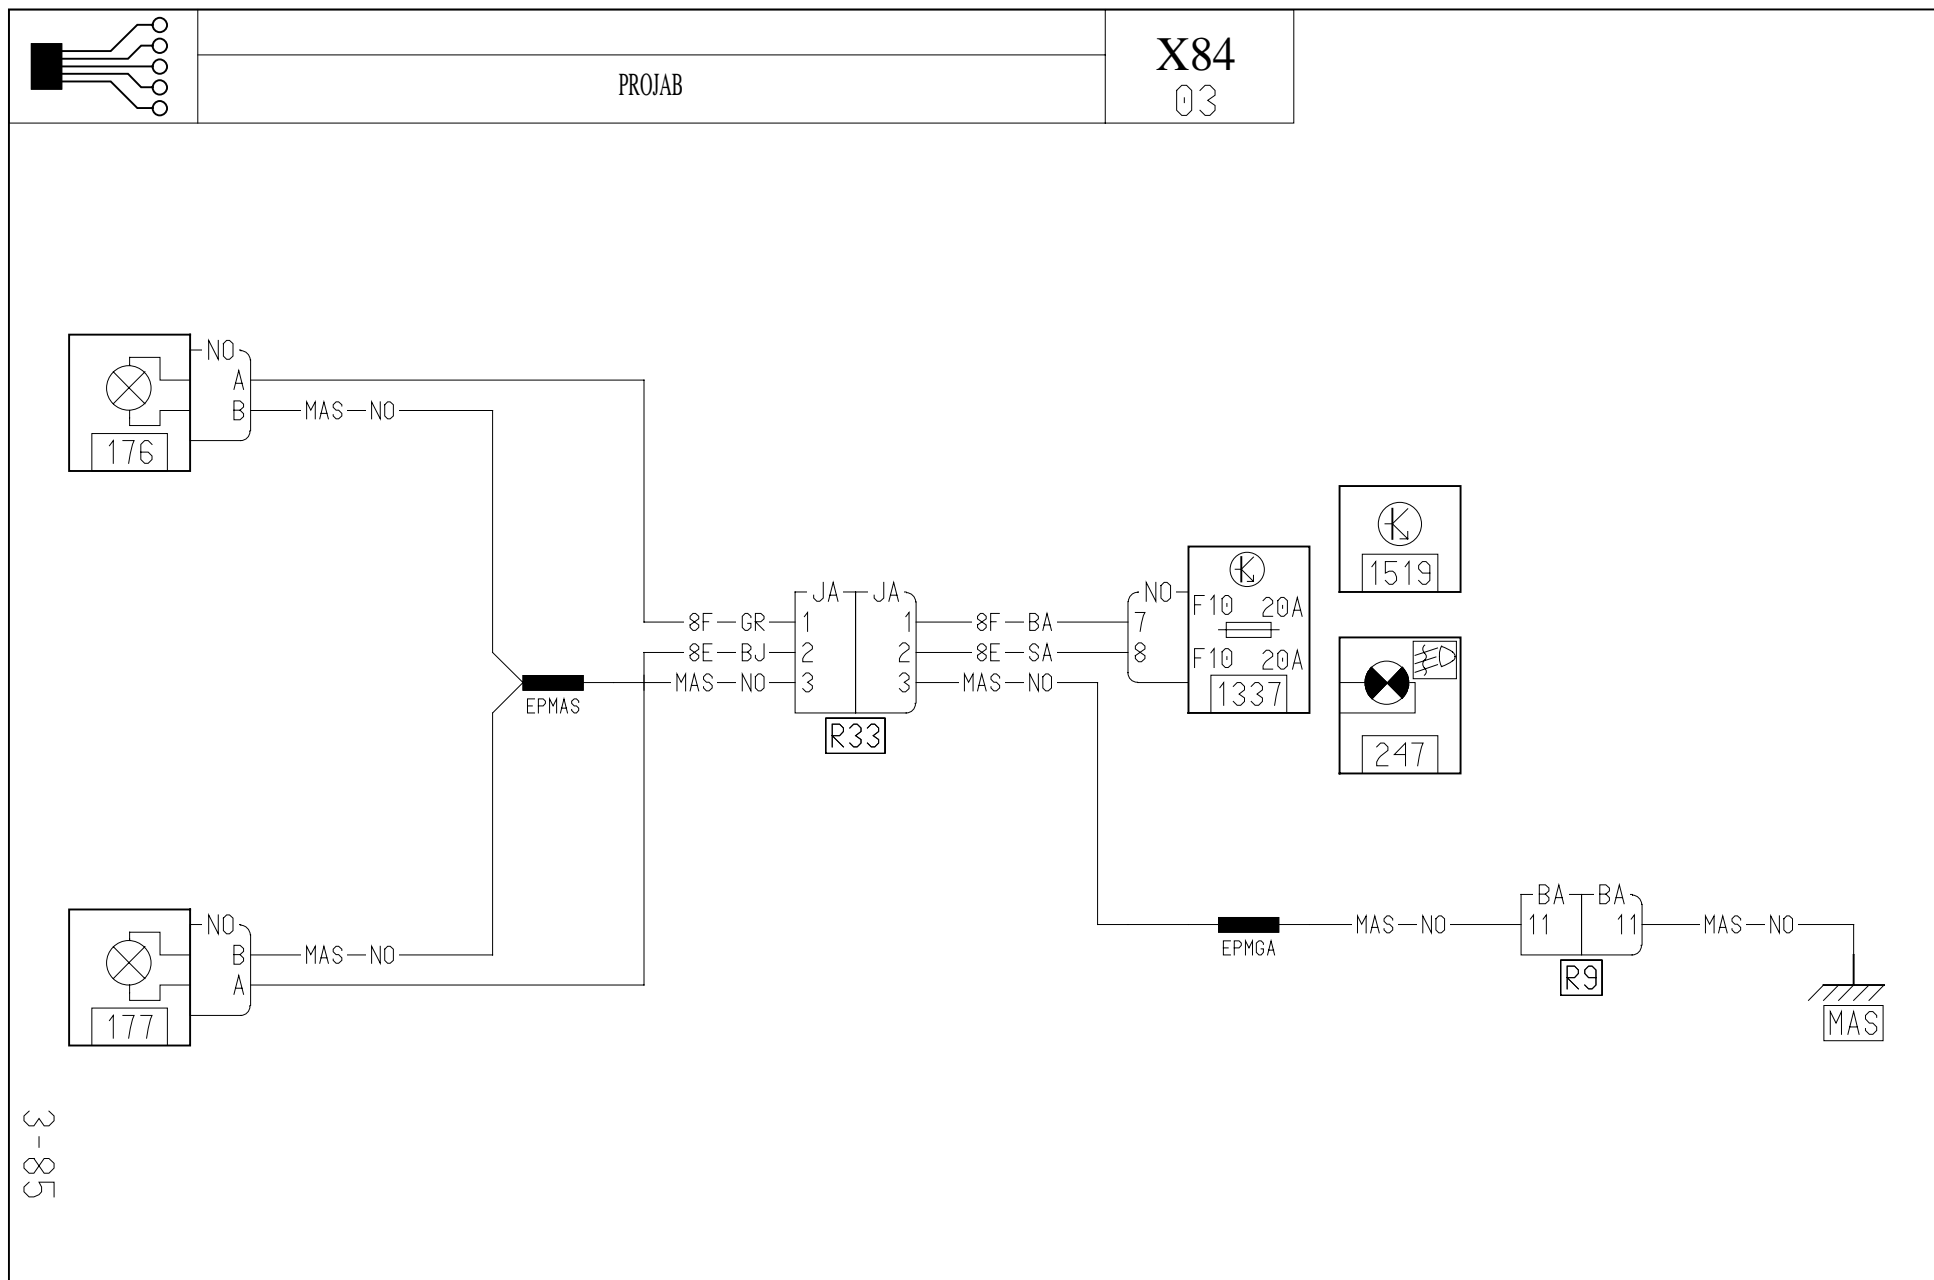 X84
PROJAB
03
NO
A
B MAS NO
176
1519
NO
F10 20A
JA JA
8F GR 1 1 8F BA 7
8E BJ 2 2 8E SA 8
F10 20A
MAS NO 3 3 MAS NO
1337
EPMAS
R33
247
BA BA
NO
MAS NO 11 11 MAS NO
B MAS NO
EPMGA
R9
A
177
MAS
3-85